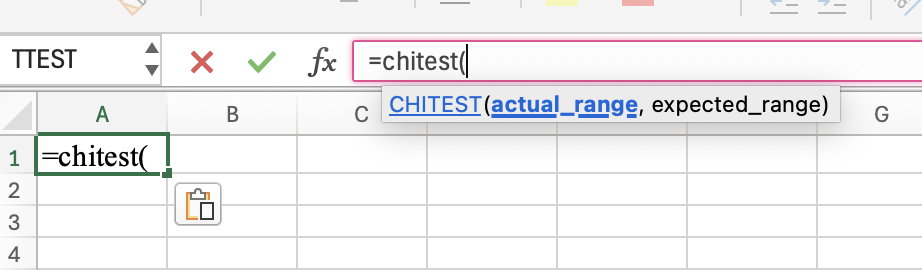 TTEST fx =chitest(
CHITEST(actual_range, expected_range)
A B C G
1 =chitest(
2
3
4